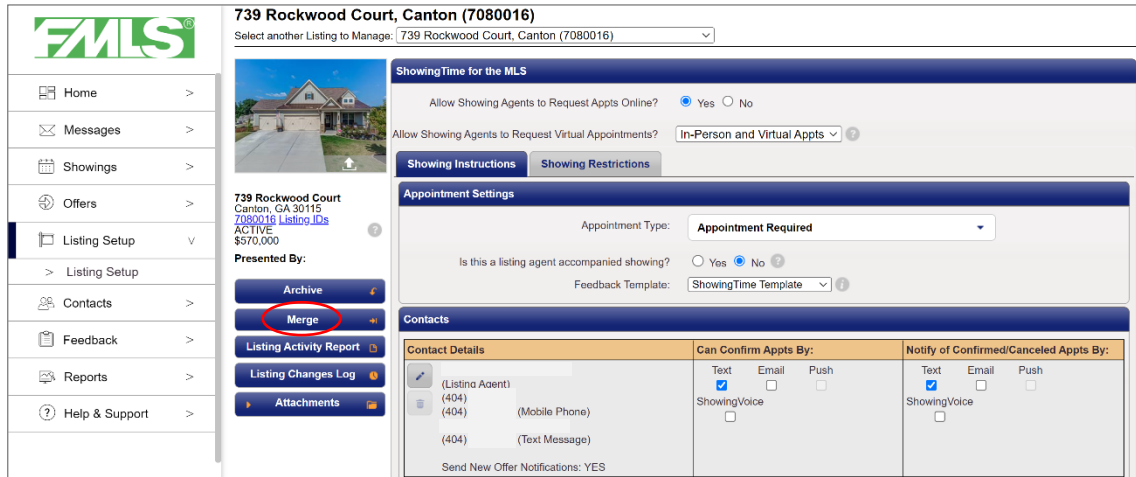 FMLS®
739 Rockwood Court, Canton (7080016)
Select another Listing to Manage: 739 Rockwood Court, Canton (7080016)
Home >
Messages >
Showings >
Offers >
Listing Setup V
> Listing Setup
Contacts >
Feedback >
Reports >
? Help & Support >
739 Rockwood Court
Canton, GA 30115
7080016 Listing IDs
ACTIVE
$570,000
?
Presented By:
Archive
Merge
Listing Activity Report
Listing Changes Log
Attachments
ShowingTime for the MLS
Allow Showing Agents to Request Appts Online? Yes No
Allow Showing Agents to Request Virtual Appointments? In-Person and Virtual Appts ?
Showing Instructions Showing Restrictions
Appointment Settings
Appointment Type: Appointment Required
Is this a listing agent accompanied showing? Yes No ?
Feedback Template: ShowingTime Template i
Contacts
Contact Details Can Confirm Appts By: Notify of Confirmed/Canceled Appts By:
(Listing Agent)
(404)
(404) (Mobile Phone)
(404) (Text Message)
Send New Offer Notifications: YES
Text Email Push
ShowingVoice
Text Email Push
ShowingVoice